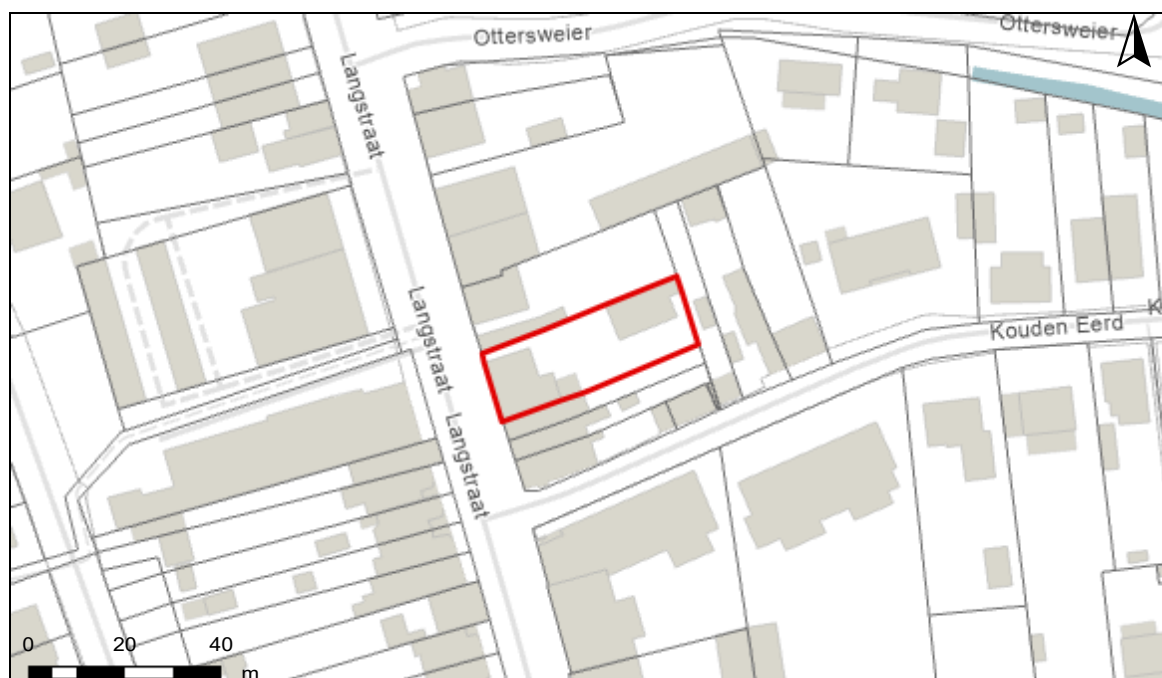 Ottersweier
Ottersweier
Langstraat
Langstraat
Kouden Eerd
K
Langstraat
0 20 40
m